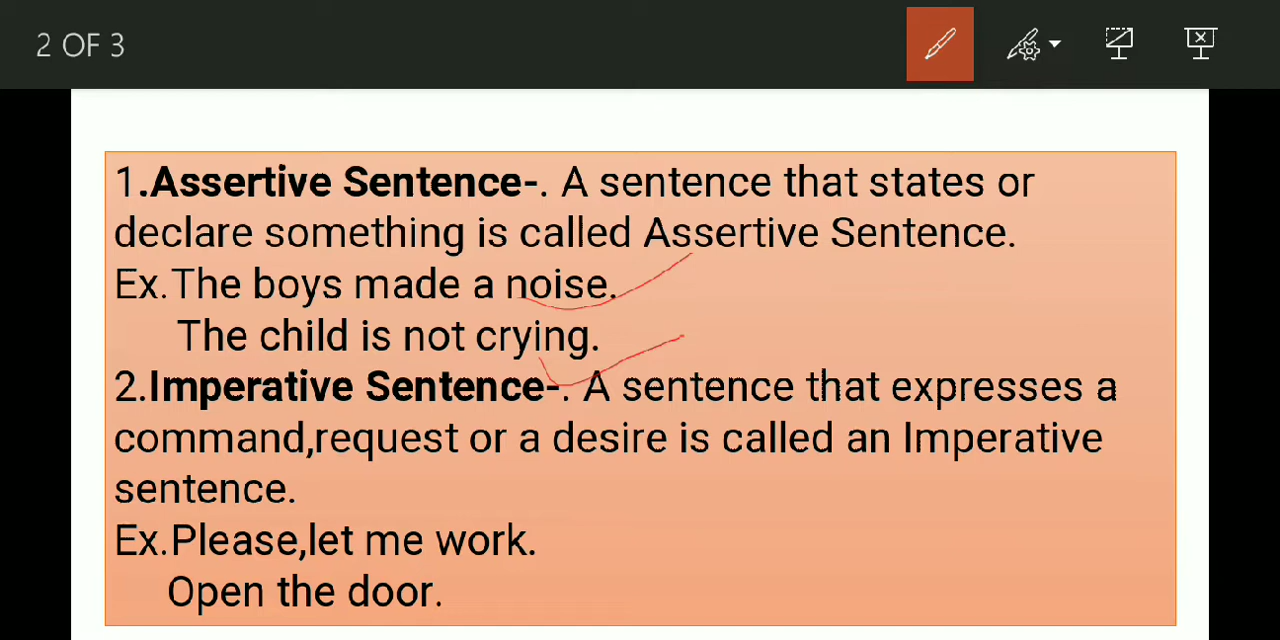 2 OF 3
1.Assertive Sentence-. A sentence that states or
declare something is called Assertive Sentence.
Ex.The boys made a noise.
The child is not crying.
2.Imperative Sentence-. A sentence that expresses a
command,request or a desire is called an Imperative
sentence.
Ex.Please,let me work.
Open the door.